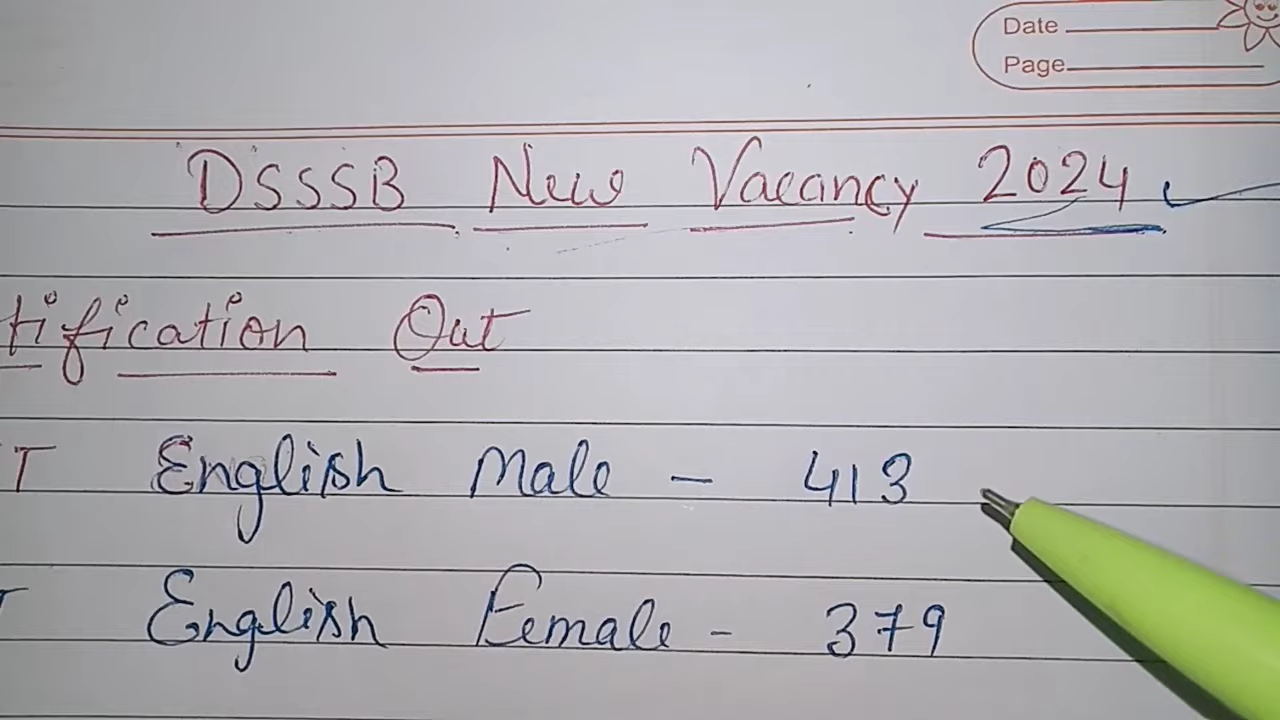 Date
Page
DSSSB New Vacancy 2024
tification Out
T English Male - 413
T English Female - 379